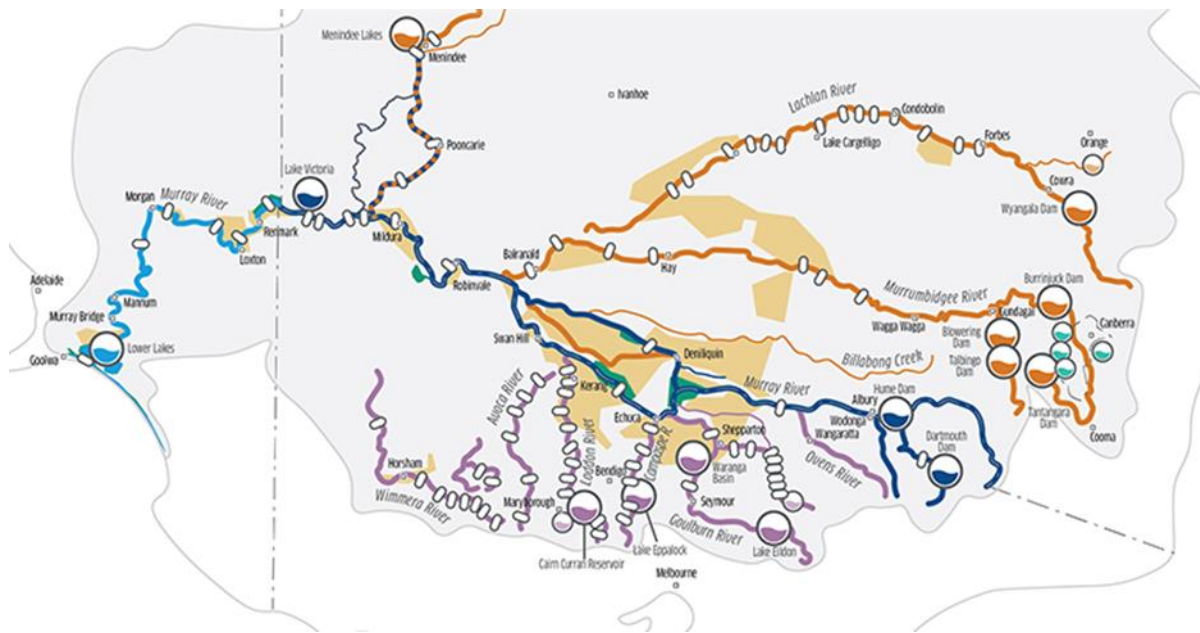 Menindee Lakes
Menindee
Ivanhoe
Lachlan River
Condobolin
Pooncarie
Lake Cargelligo
Forbes
Orange
Lake Victoria
Cowra
Morgan
Murray River
Wyangala Dam
Renmark
Mildura
Loxton
Balranald
Hay
Adelaide
Robinvale
Murrumbidgee River
Burrinjuck Dam
Mannum
Murray Bridge
Gundagai
Wagga Wagga
Canberra
Blowering
Dam
Lower Lakes
Goolwa
Swan Hill
Deniliquin
Billabong Creek
Talbingo
Dam
Avoca River
Kerang
Murray River
Hume Dam
Albury
Tantangara
Dam
Echuca
Wodonga
Cooma
Shepparton
Wangaratta
Dartmouth
Dam
Loddon River
Campaspe R.
Horsham
Bendigo
Waranga
Basin
Ovens River
Wimmera River
Maryborough
Seymour
Goulburn River
Lake Eppalock
Lake Eildon
Cairn Curran Reservoir
Melbourne